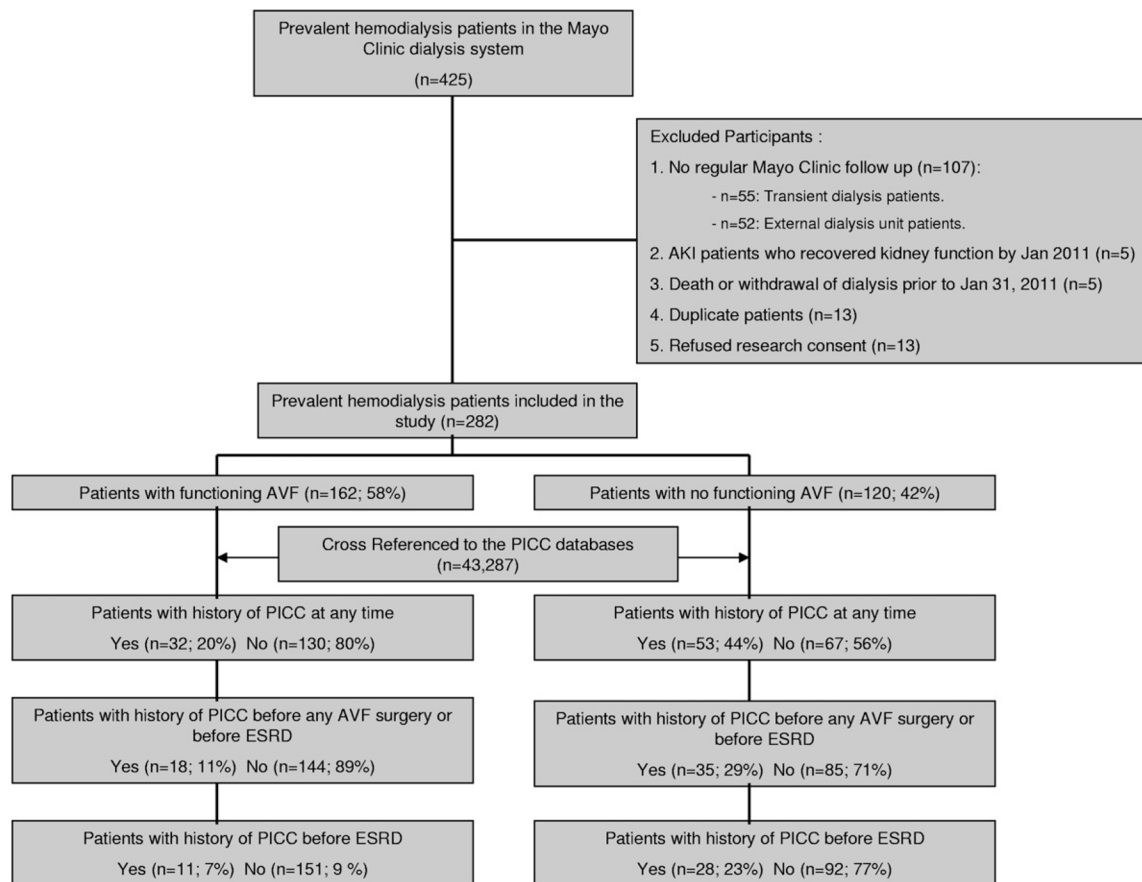 Prevalent hemodialysis patients in the Mayo
Clinic dialysis system
(n=425)
Excluded Participants :
1. No regular Mayo Clinic follow up (n=107):
- n=55: Transient dialysis patients.
- n=52: External dialysis unit patients.
2. AKI patients who recovered kidney function by Jan 2011 (n=5)
3. Death or withdrawal of dialysis prior to Jan 31, 2011 (n=5)
4. Duplicate patients (n=13)
5. Refused research consent (n=13)
Prevalent hemodialysis patients included in the
study (n=282)
Patients with functioning AVF (n=162; 58%)
Patients with no functioning AVF (n=120; 42%)
Cross Referenced to the PICC databases
(n=43,287)
Patients with history of PICC at any time
Yes (n=32; 20%) No (n=130; 80%)
Patients with history of PICC at any time
Yes (n=53; 44%) No (n=67; 56%)
Patients with history of PICC before any AVF surgery or
before ESRD
Yes (n=18; 11%) No (n=144; 89%)
Patients with history of PICC before any AVF surgery or
before ESRD
Yes (n=35; 29%) No (n=85; 71%)
Patients with history of PICC before ESRD
Yes (n=11; 7%) No (n=151; 9 %)
Patients with history of PICC before ESRD
Yes (n=28; 23%) No (n=92; 77%)